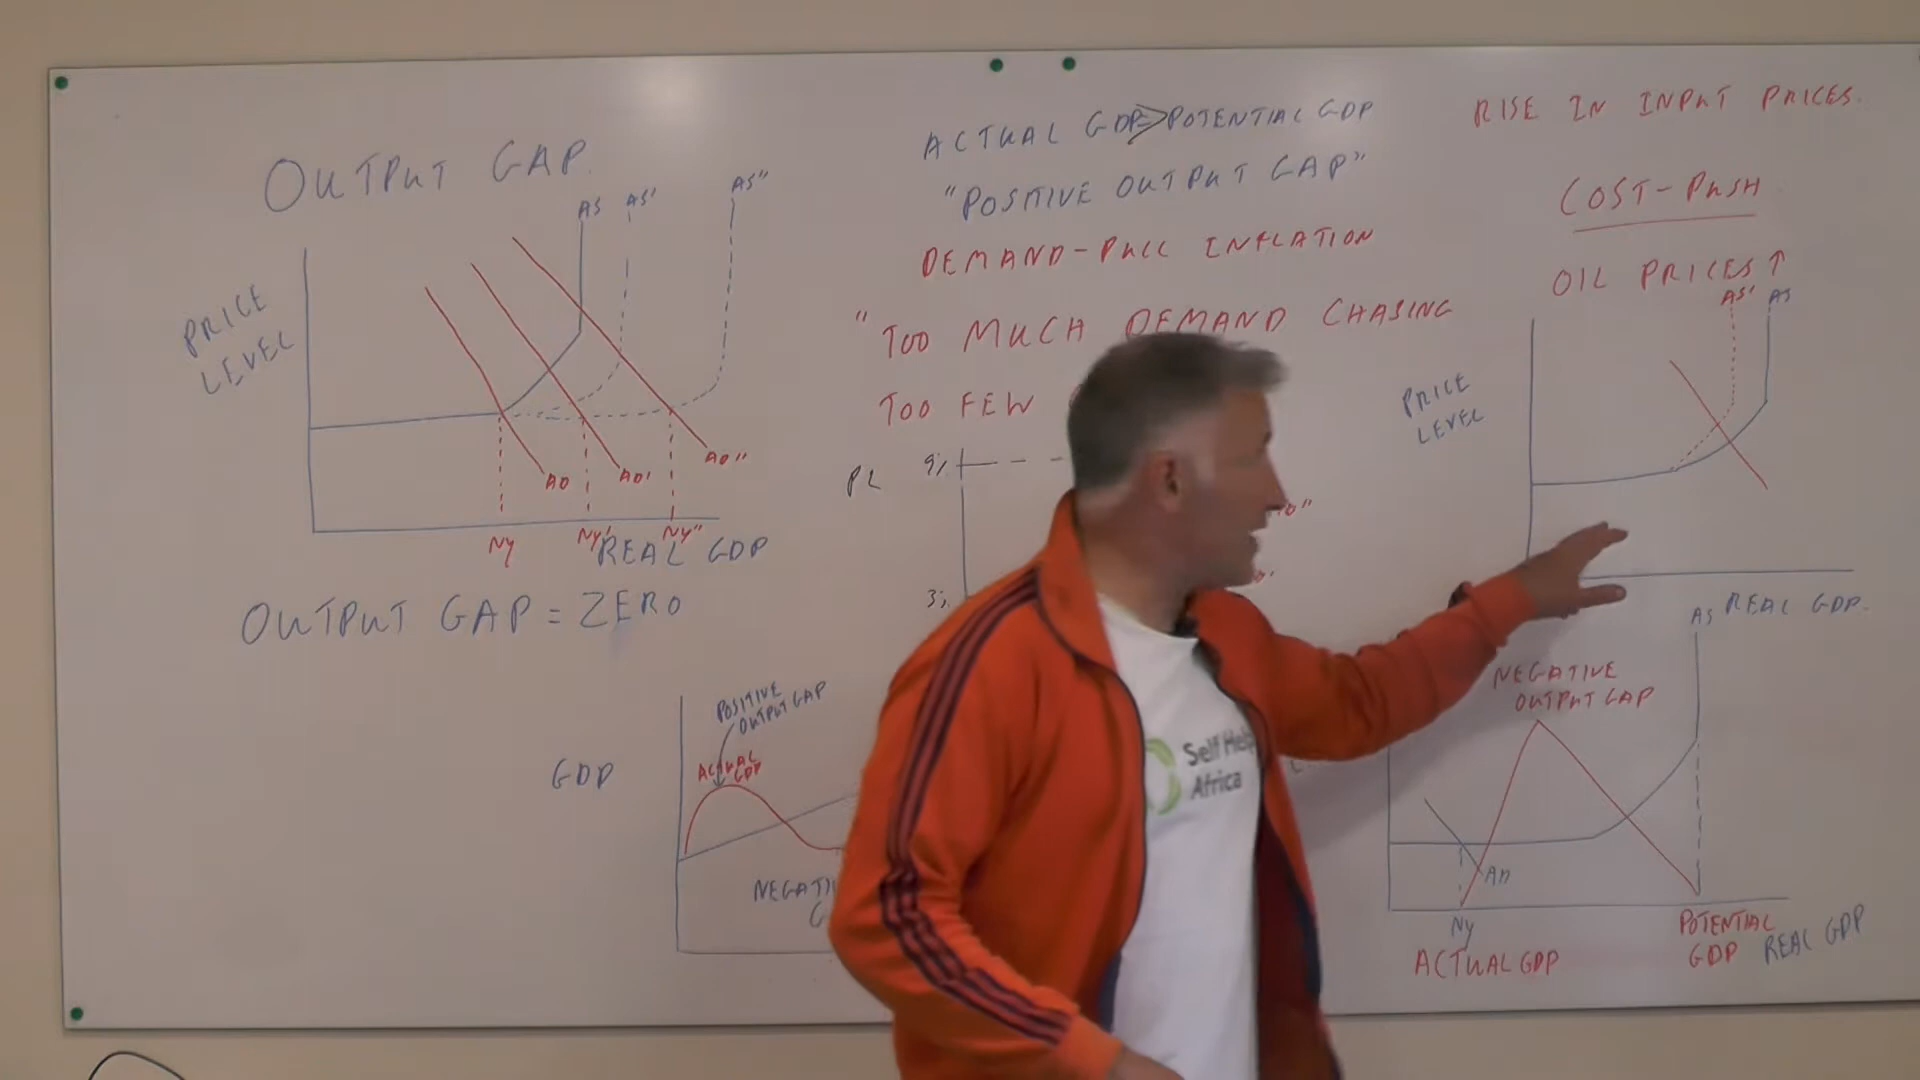 OUTPUT GAP.
AS AS' AS"
PRICE
LEVEL
AD AD' AD"
NY NY' NY"
REAL GDP
OUTPUT GAP = ZERO
ACTUAL GDP > POTENTIAL GDP
"POSITIVE OUTPUT GAP"
DEMAND-PULL INFLATION
"TOO MUCH DEMAND CHASING
TOO FEW
PL
9%
3%
GDP
POSITIVE
OUTPUT GAP
ACTUAL
GDP
RISE IN INPUT PRICES.
COST-PUSH
OIL PRICES↑
AS' AS
PRICE
LEVEL
REAL GDP.
AS
NEGATIVE
OUTPUT GAP
AD
NY
ACTUAL GDP
POTENTIAL
GDP
REAL GDP
Self Help
Africa